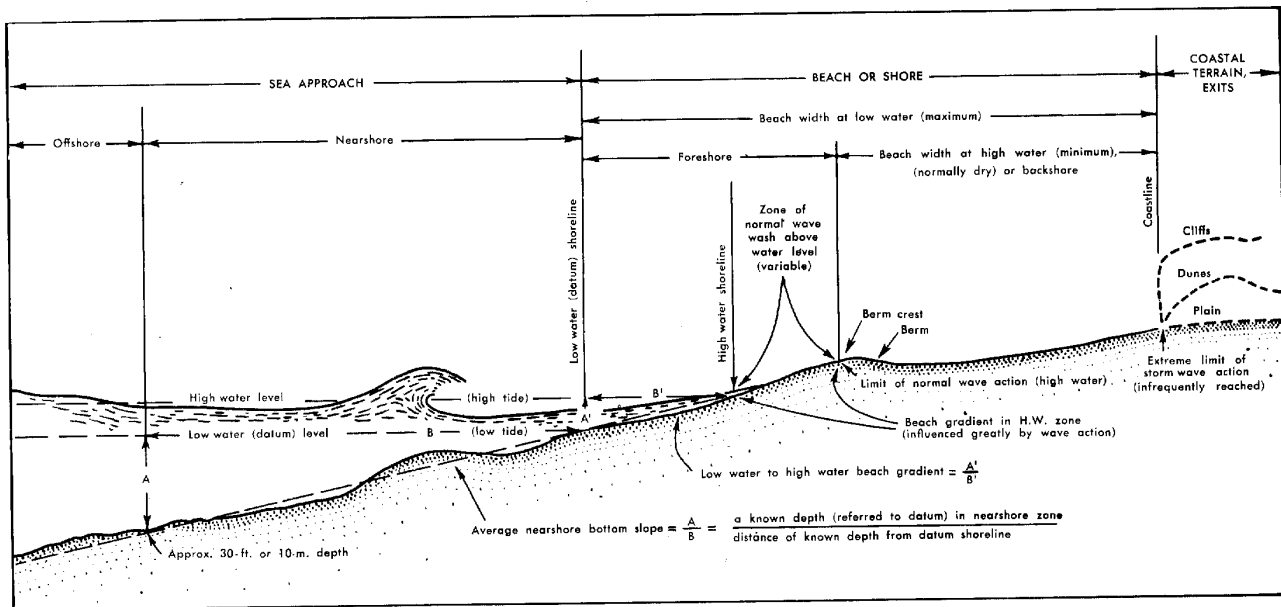 SEA APPROACH
BEACH OR SHORE
COASTAL
TERRAIN,
EXITS
Beach width at low water (maximum)
Offshore
Nearshore
Foreshore
Beach width at high water (minimum),
(normally dry) or backshare
Low water (datum) shoreline
High water shoreline
Coastline
Zone of
normal wave
wash above
water level
(variable)
Cliffs
Dunes
Plain
Berm crest
Berm
Extreme limit of
storm wave action
(infrequently reached)
High water level
(high tide)
B'
A'
Limit of normal wave action (high water)
Low water (datum) level
B
(low tide)
Beach gradient in H.W. zone
(influenced greatly by wave action)
A
Low water to high water beach gradient = A'
B'
Average nearshore bottom slope = A = a known depth (referred to datum) in nearshore zone
B distance of known depth from datum shoreline
Approx. 30-ft. or 10-m. depth